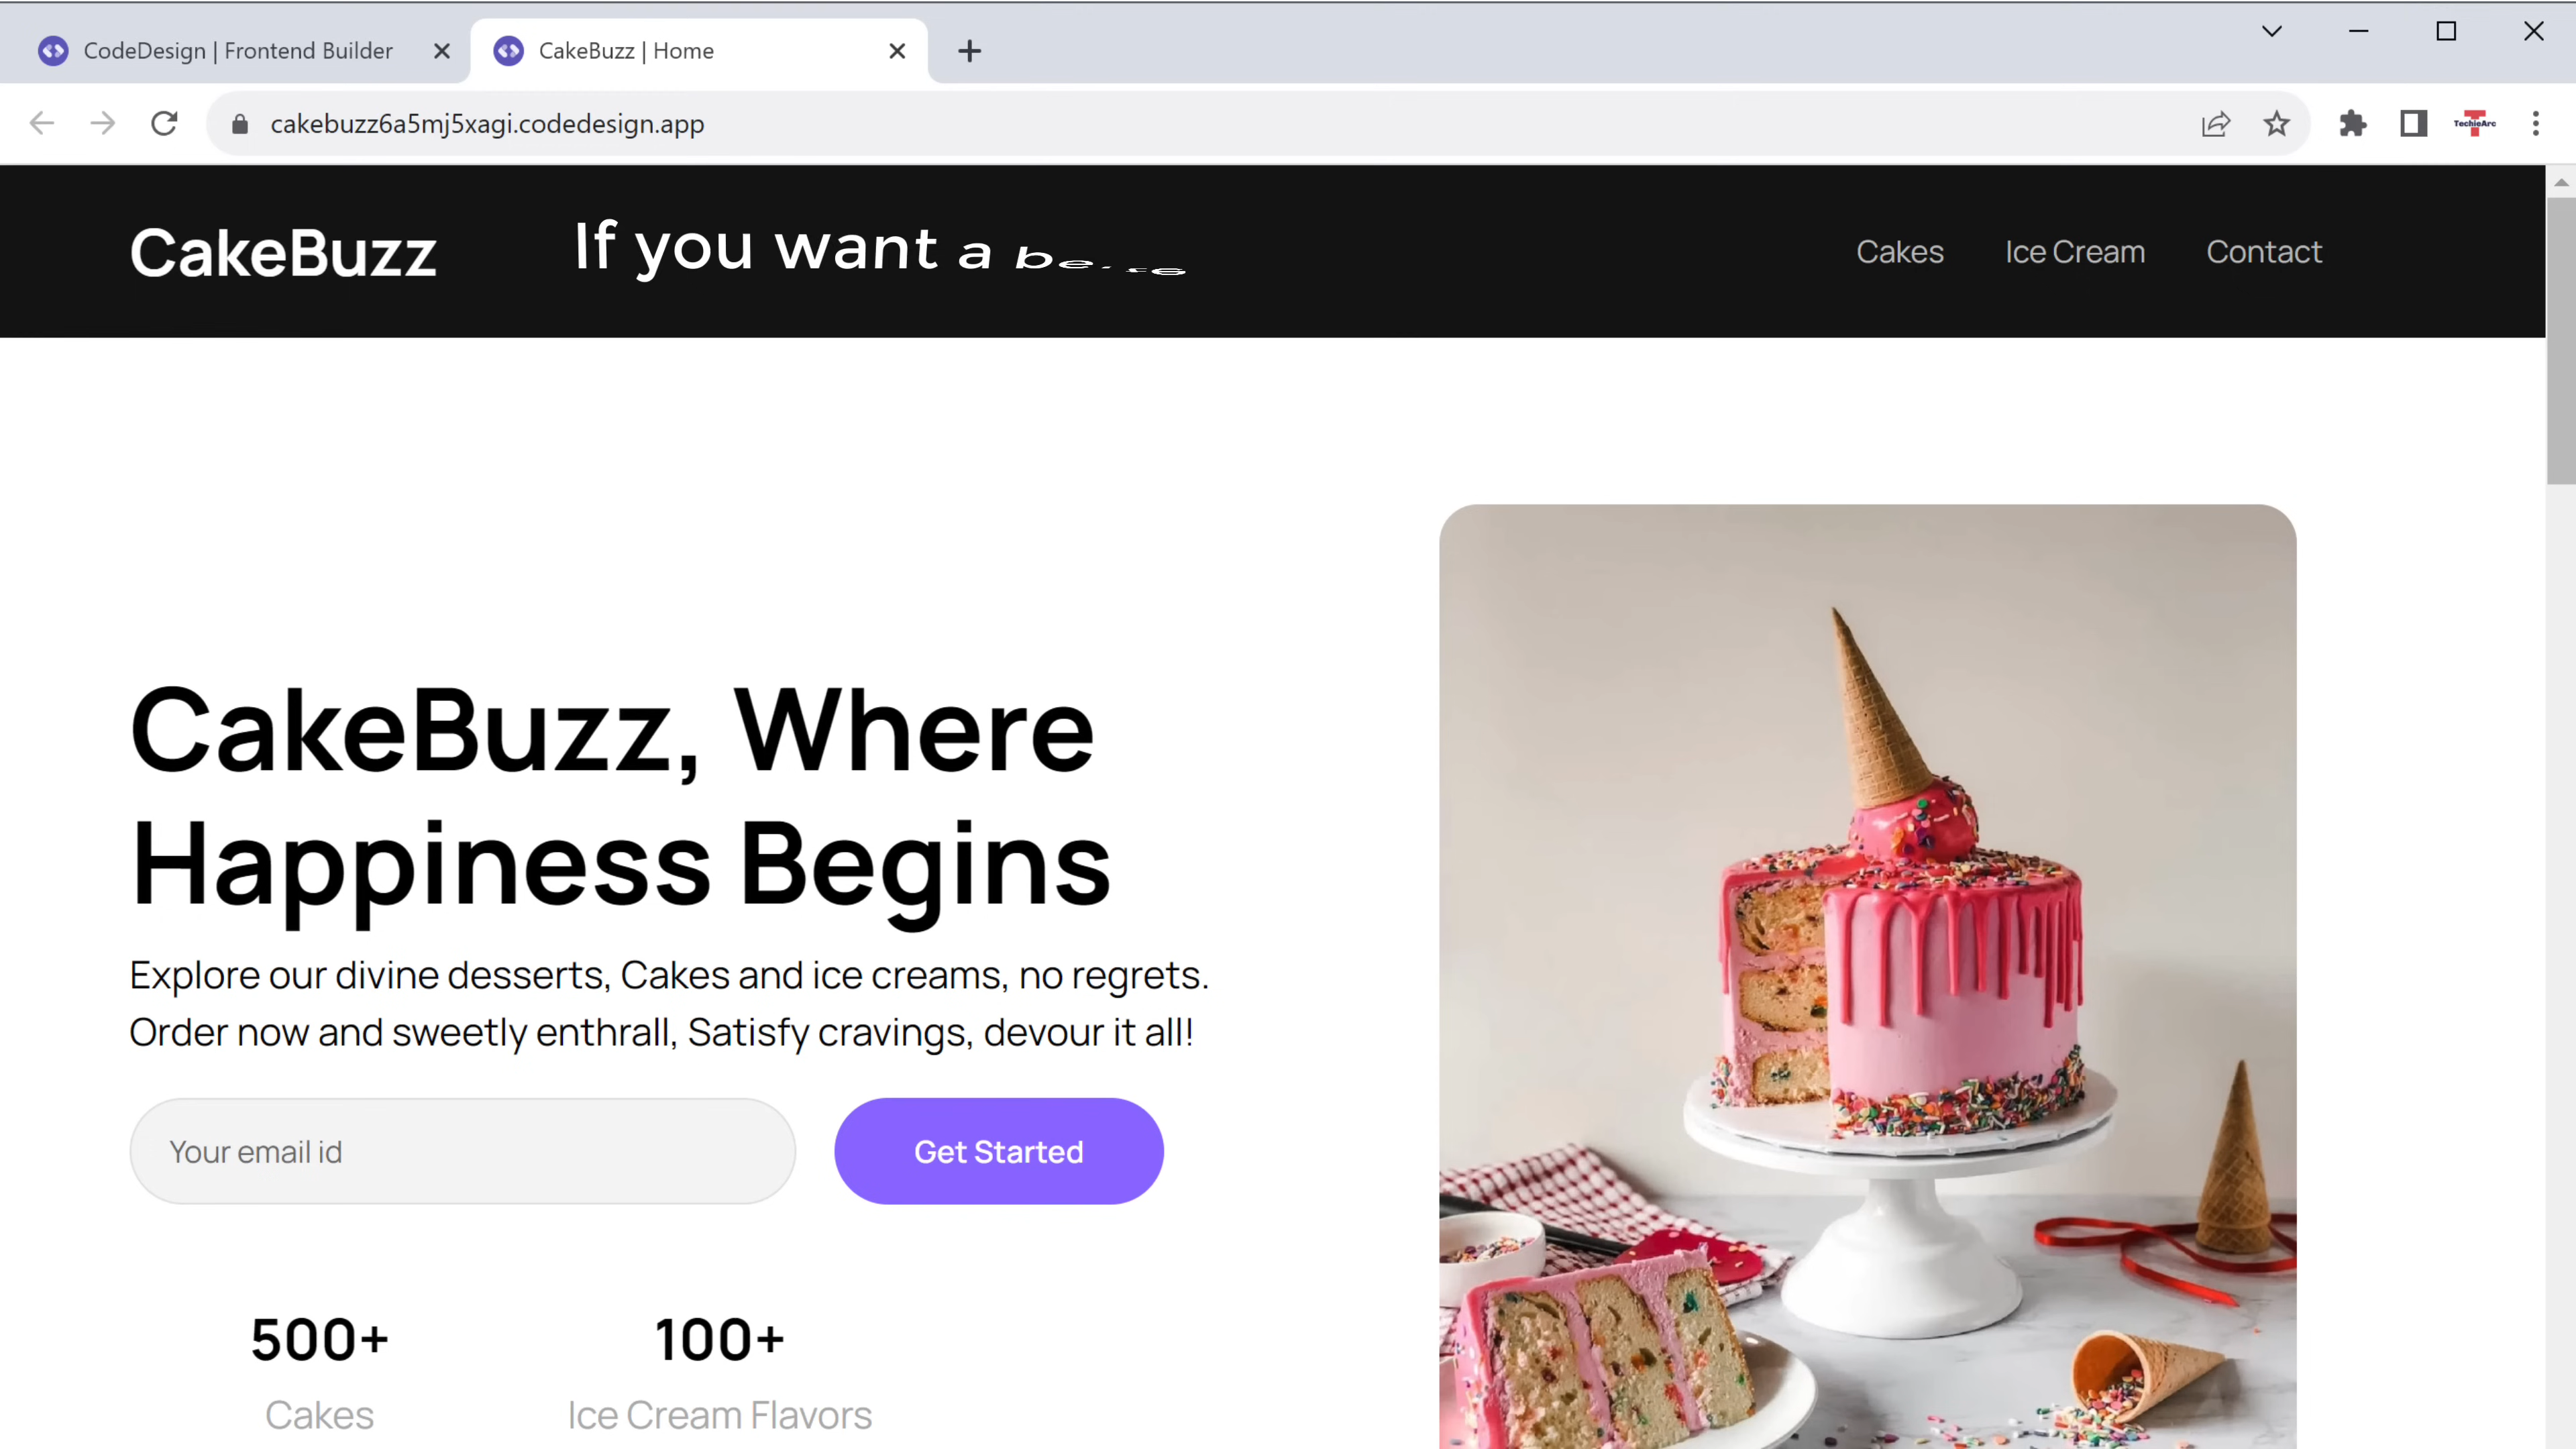 CodeDesign | Frontend Builder
CakeBuzz | Home
cakebuzz6a5mj5xagi.codedesign.app
TechieArc
CakeBuzz
If you want a
Cakes
Ice Cream
Contact
CakeBuzz, Where
Happiness Begins
Explore our divine desserts, Cakes and ice creams, no regrets.
Order now and sweetly enthrall, Satisfy cravings, devour it all!
Your email id
Get Started
500+
100+
Cakes
Ice Cream Flavors